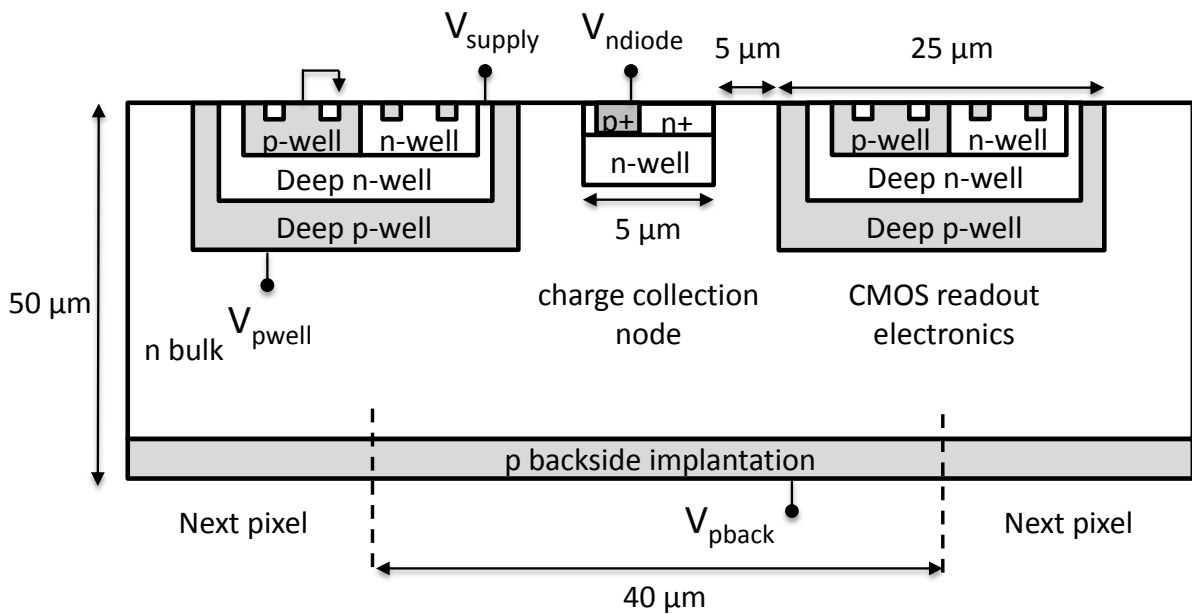 V_supply
V_ndiode
5 μm
25 μm
p-well
n-well
p+
n+
p-well
n-well
Deep n-well
n-well
Deep n-well
Deep p-well
5 μm
Deep p-well
50 μm
V_pwell
charge collection
node
CMOS readout
electronics
n bulk
p backside implantation
Next pixel
V_pback
Next pixel
40 μm